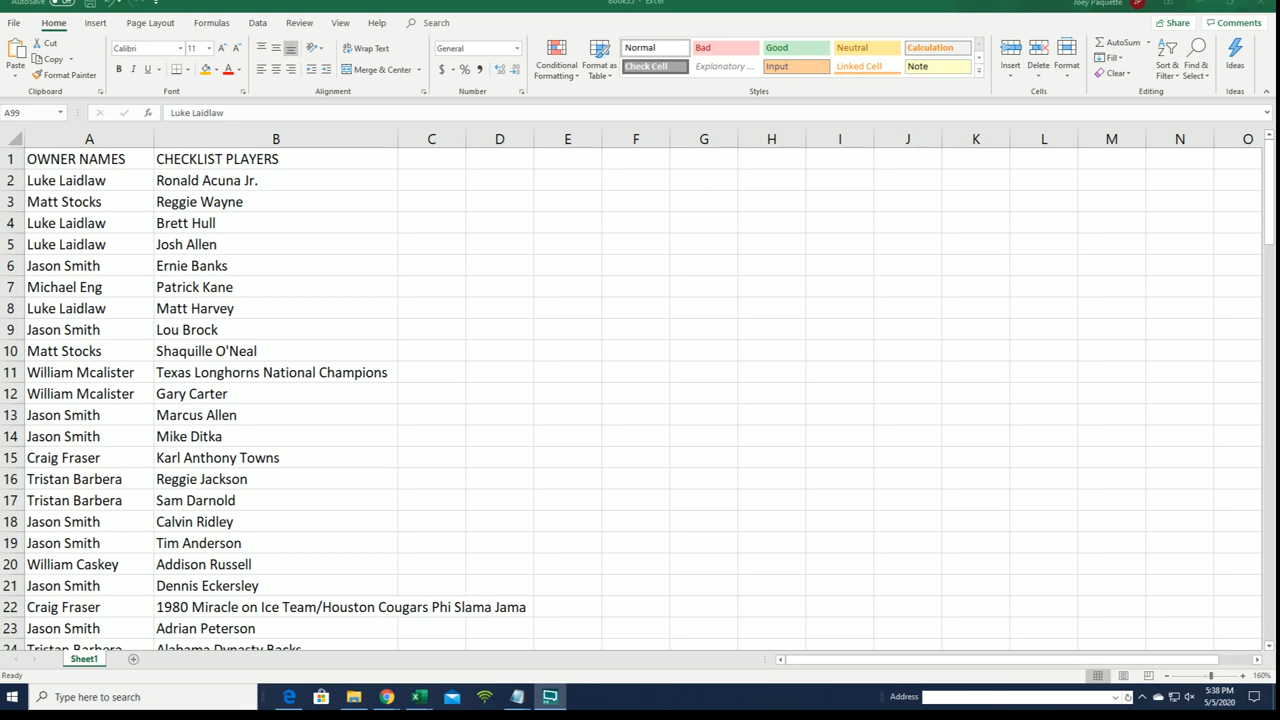 AutoSave Off Book33 - Excel Joey Paquette JP
File Home Insert Page Layout Formulas Data Review View Help Search Share Comments
Paste Cut Copy Format Painter Clipboard
Calibri 11 A A B I U A Font
Wrap Text Merge & Center Alignment
General $ % , Number
Conditional Formatting Format as Table
Normal Bad Good Neutral Calculation
Check Cell Explanatory ... Input Linked Cell Note
Styles
Insert Delete Format Cells
AutoSum Fill Clear Sort & Filter Find & Select Editing
Ideas Ideas
A99 fx Luke Laidlaw
A B C D E F G H I J K L M N O
1 OWNER NAMES CHECKLIST PLAYERS
2 Luke Laidlaw Ronald Acuna Jr.
3 Matt Stocks Reggie Wayne
4 Luke Laidlaw Brett Hull
5 Luke Laidlaw Josh Allen
6 Jason Smith Ernie Banks
7 Michael Eng Patrick Kane
8 Luke Laidlaw Matt Harvey
9 Jason Smith Lou Brock
10 Matt Stocks Shaquille O'Neal
11 William Mcalister Texas Longhorns National Champions
12 William Mcalister Gary Carter
13 Jason Smith Marcus Allen
14 Jason Smith Mike Ditka
15 Craig Fraser Karl Anthony Towns
16 Tristan Barbera Reggie Jackson
17 Tristan Barbera Sam Darnold
18 Jason Smith Calvin Ridley
19 Jason Smith Tim Anderson
20 William Caskey Addison Russell
21 Jason Smith Dennis Eckersley
22 Craig Fraser 1980 Miracle on Ice Team/Houston Cougars Phi Slama Jama
23 Jason Smith Adrian Peterson
24 Tristan Barbera Alabama Dynasty Backs
Sheet1
Ready 160%
Type here to search Address 5:38 PM
5/5/2020